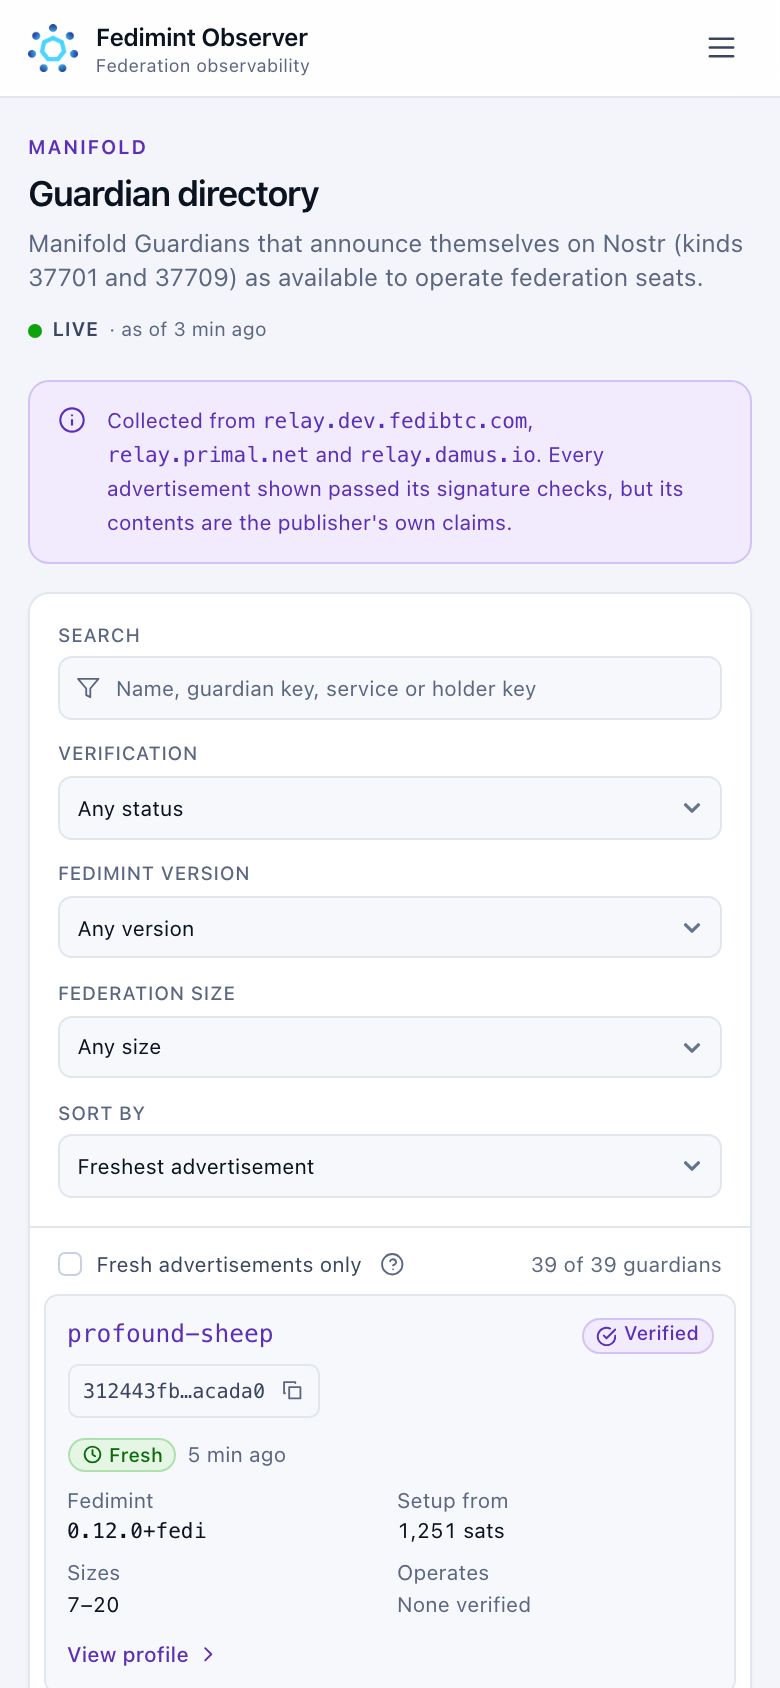 Fedimint Observer
Federation observability
MANIFOLD
Guardian directory
Manifold Guardians that announce themselves on Nostr (kinds
37701 and 37709) as available to operate federation seats.
LIVE · as of 3 min ago
Collected from relay.dev.fedibtc.com,
relay.primal.net and relay.damus.io. Every
advertisement shown passed its signature checks, but its
contents are the publisher's own claims.
SEARCH
Name, guardian key, service or holder key
VERIFICATION
Any status
FEDIMINT VERSION
Any version
FEDERATION SIZE
Any size
SORT BY
Freshest advertisement
Fresh advertisements only 39 of 39 guardians
profound-sheep Verified
312443fb…acada0
Fresh 5 min ago
Fedimint Setup from
0.12.0+fedi 1,251 sats
Sizes Operates
7–20 None verified
View profile